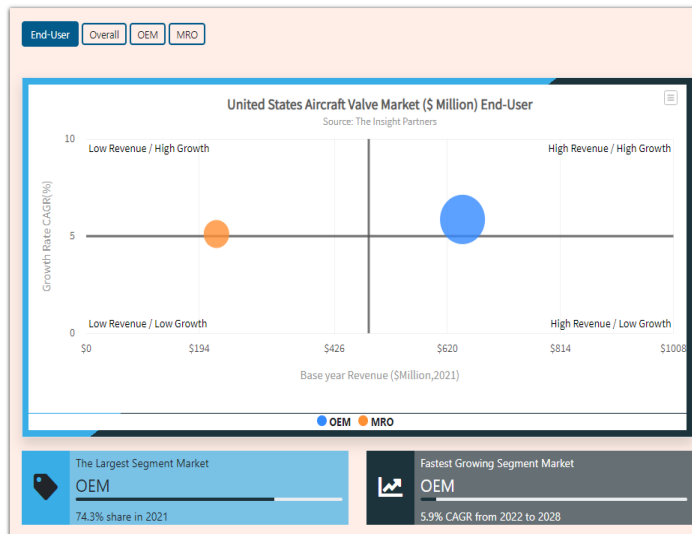 End-User Overall OEM MRO
United States Aircraft Valve Market ($ Million) End-User
Source: The Insight Partners
10
Low Revenue / High Growth High Revenue / High Growth
Growth Rate CAGR(%)
5
Low Revenue / Low Growth High Revenue / Low Growth
0
$0 $194 $426 $620 $814 $1008
Base year Revenue ($Million,2021)
OEM MRO
The Largest Segment Market
OEM
74.3% share in 2021
Fastest Growing Segment Market
OEM
5.9% CAGR from 2022 to 2028